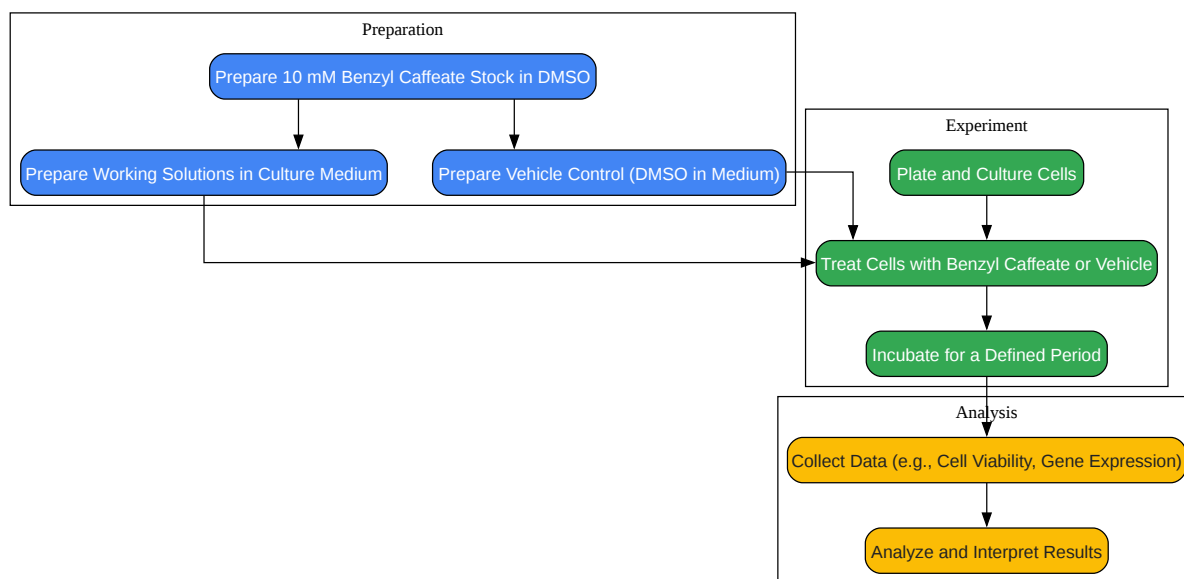 Preparation
Prepare 10 mM Benzyl Caffeate Stock in DMSO
Prepare Working Solutions in Culture Medium
Prepare Vehicle Control (DMSO in Medium)
Experiment
Plate and Culture Cells
Treat Cells with Benzyl Caffeate or Vehicle
Incubate for a Defined Period
Analysis
Collect Data (e.g., Cell Viability, Gene Expression)
Analyze and Interpret Results